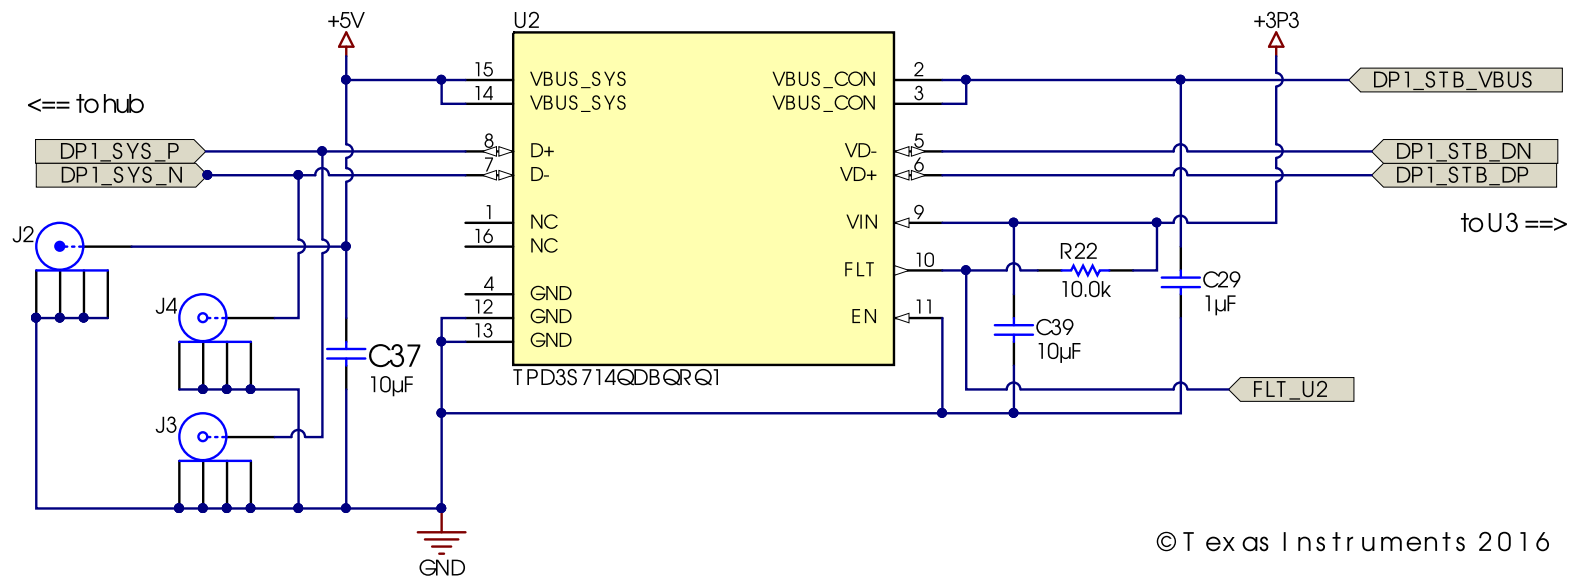 +5V
U2
+3P3
15
VBUS_SYS
VBUS_CON
2
DP1_STB_VBUS
14
VBUS_SYS
VBUS_CON
3
<== to hub
DP1_SYS_P
8
D+
VD-
5
DP1_STB_DN
DP1_SYS_N
7
D-
VD+
6
DP1_STB_DP
1
NC
VIN
9
to U3 ==>
J2
16
NC
FLT
10
R22
10.0k
C29
1µF
4
GND
J4
12
GND
EN
11
C39
10µF
13
GND
C37
10µF
TPD3S714QDBQRQ1
FLT_U2
J3
©Texas Instruments 2016
GND